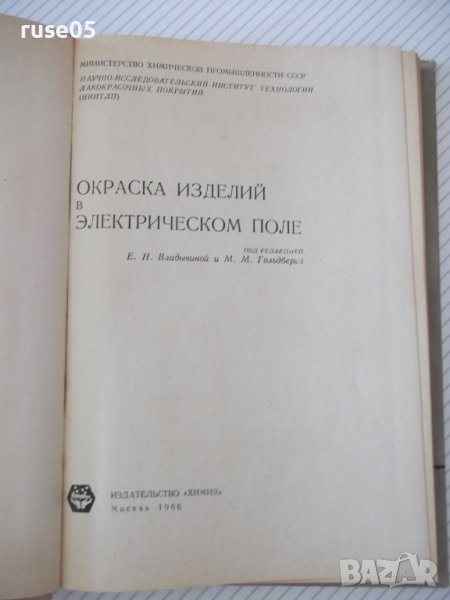 ruse05
МИНИСТЕРСТВО ХИМИЧЕСКОЙ ПРОМЫШЛЕННОСТИ СССР
НАУЧНО-ИССЛЕДОВАТЕЛЬСКИЙ ИНСТИТУТ ТЕХНОЛОГИИ
ЛАКОКРАСОЧНЫХ ПОКРЫТИЙ
(НИИТЛП)
ОКРАСКА ИЗДЕЛИЙ
В
ЭЛЕКТРИЧЕСКОМ ПОЛЕ
ПОД РЕДАКЦИЕЙ
Е. Н. Владычиной и М. М. Гольдберга
ИЗДАТЕЛЬСТВО «ХИМИЯ»
Москва 1966
BAZAR